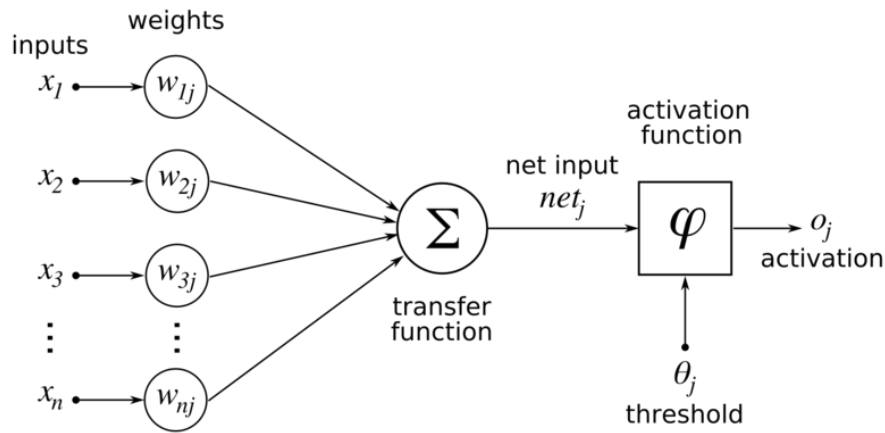 inputs
weights
x₁
w₁ⱼ
x₂
w₂ⱼ
x₃
w₃ⱼ
⋮
⋮
xₙ
wₙⱼ
Σ
transfer
function
net input
netⱼ
activation
function
φ
oⱼ
activation
θⱼ
threshold